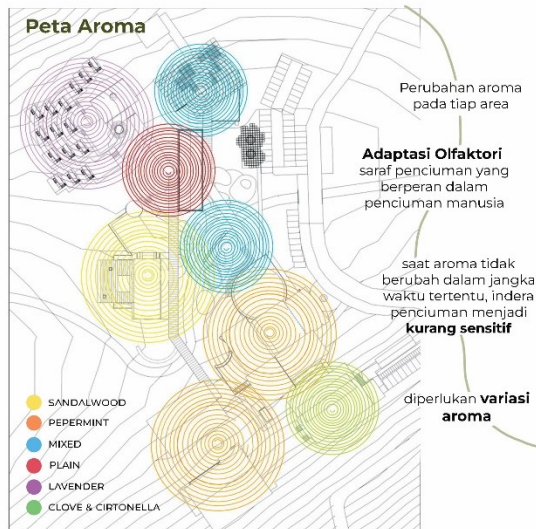 Peta Aroma
Perubahan aroma
pada tiap area
Adaptasi Olfaktori
saraf penciuman yang
berperan dalam
penciuman manusia
saat aroma tidak
berubah dalam jangka
waktu tertentu, indera
penciuman menjadi
kurang sensitif
diperlukan variasi
aroma
SANDALWOOD
PEPERMINT
MIXED
PLAIN
LAVENDER
CLOVE & CIRTONELLA